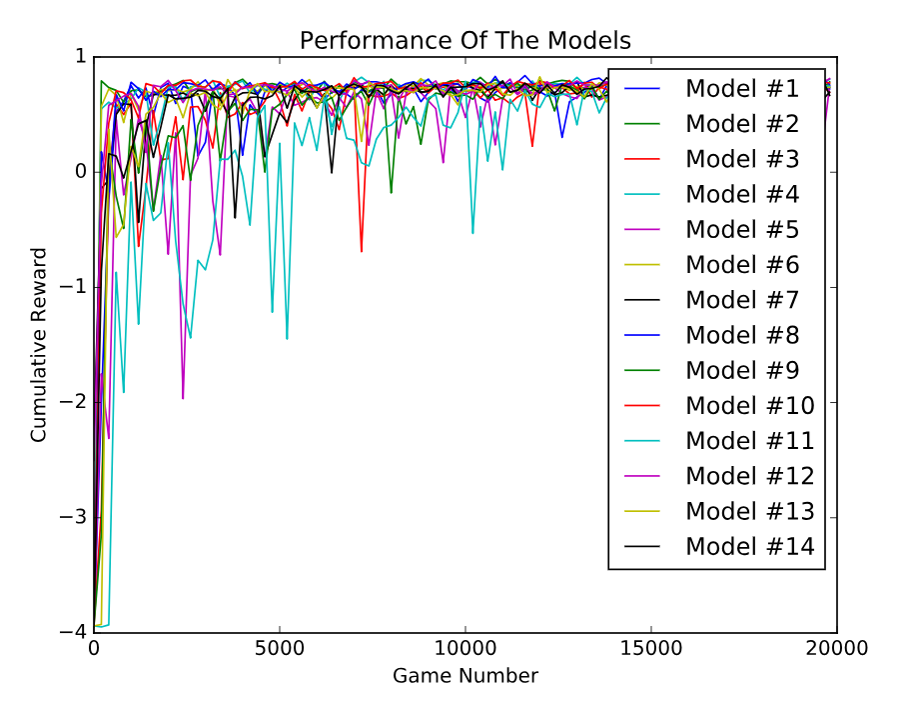 Performance Of The Models
1
0
−1
−2
−3
−4
Cumulative Reward
0 5000 10000 15000 20000
Game Number
Model #1
Model #2
Model #3
Model #4
Model #5
Model #6
Model #7
Model #8
Model #9
Model #10
Model #11
Model #12
Model #13
Model #14